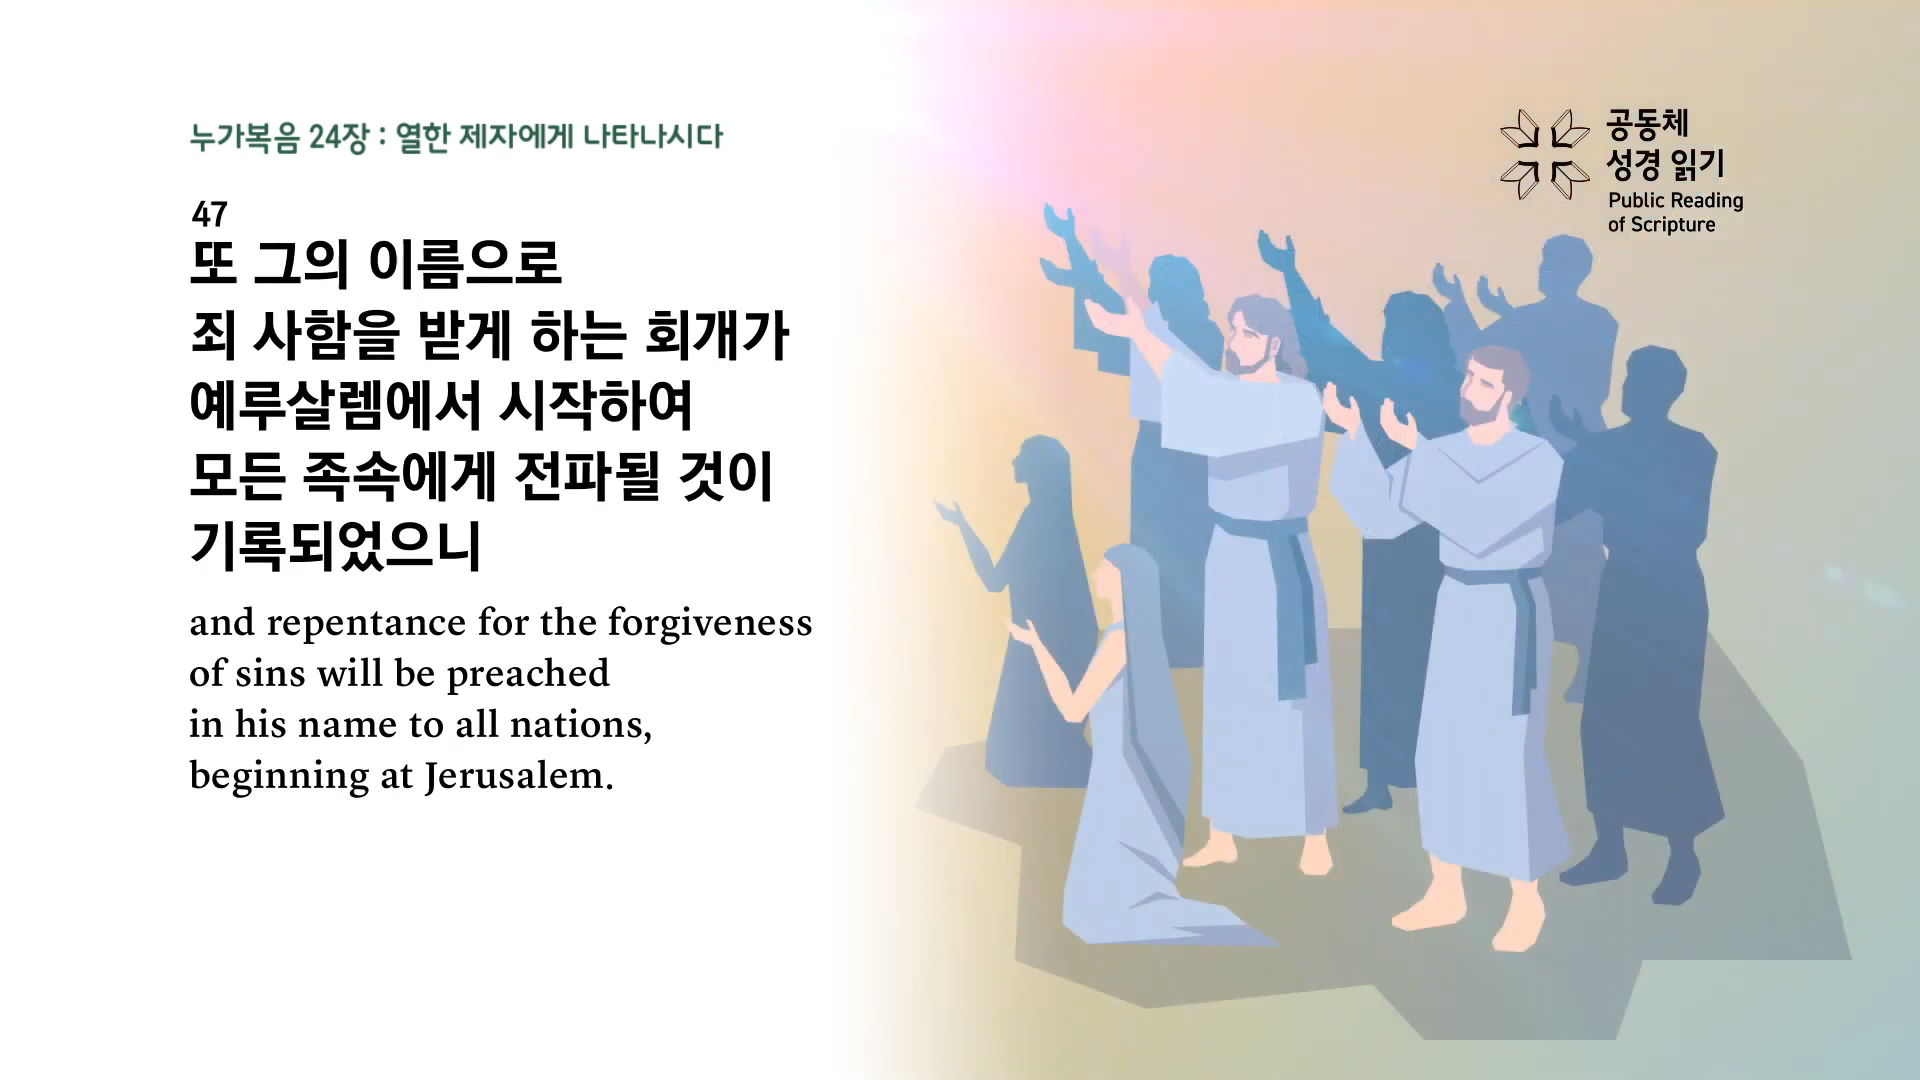 누가복음 24장 : 열한 제자에게 나타나시다
47
또 그의 이름으로
죄 사함을 받게 하는 회개가
예루살렘에서 시작하여
모든 족속에게 전파될 것이
기록되었으니
and repentance for the forgiveness
of sins will be preached
in his name to all nations,
beginning at Jerusalem.
공동체
성경 읽기
Public Reading
of Scripture